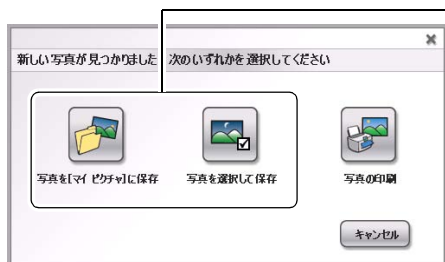 新しい写真が見つかりました 次のいずれかを選択してください
写真を[マイ ピクチャ]に保存
写真を選択して保存
写真の印刷
キャンセル